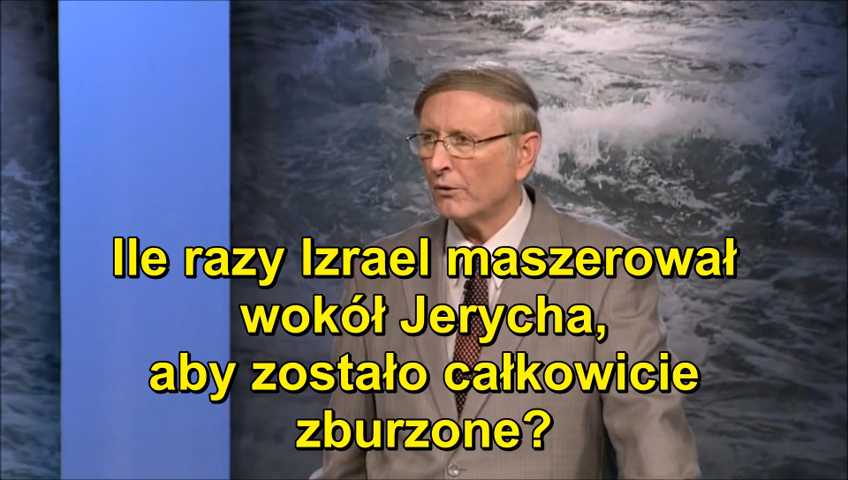 Ile razy Izrael maszerował
wokół Jerycha,
aby zostało całkowicie
zburzone?